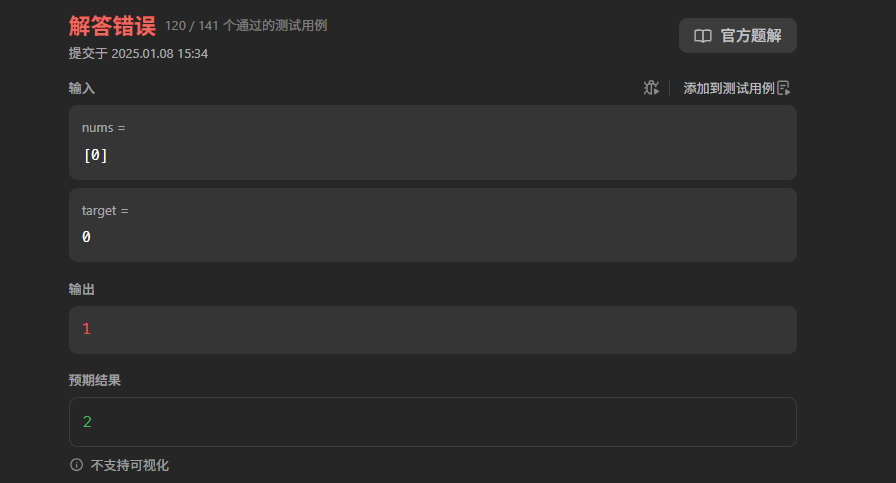 解答错误 120 / 141 个通过的测试用例
官方题解
提交于 2025.01.08 15:34
输入 添加到测试用例
nums =
[0]
target =
0
输出
1
预期结果
2
不支持可视化